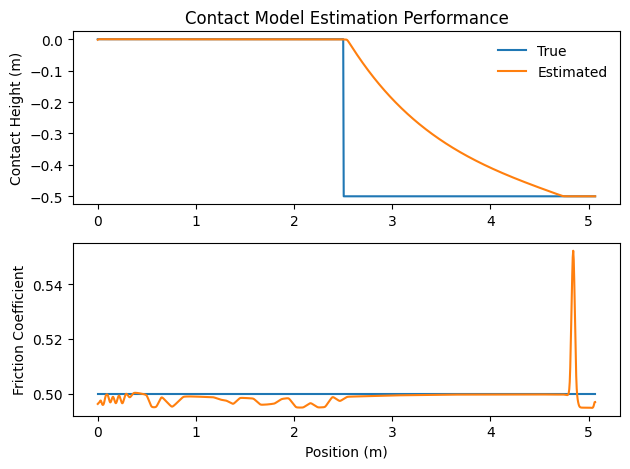 Contact Model Estimation Performance
Contact Height (m)
0.0
−0.1
−0.2
−0.3
−0.4
−0.5
True
Estimated
0 1 2 3 4 5
Friction Coefficient
0.54
0.52
0.50
0 1 2 3 4 5
Position (m)